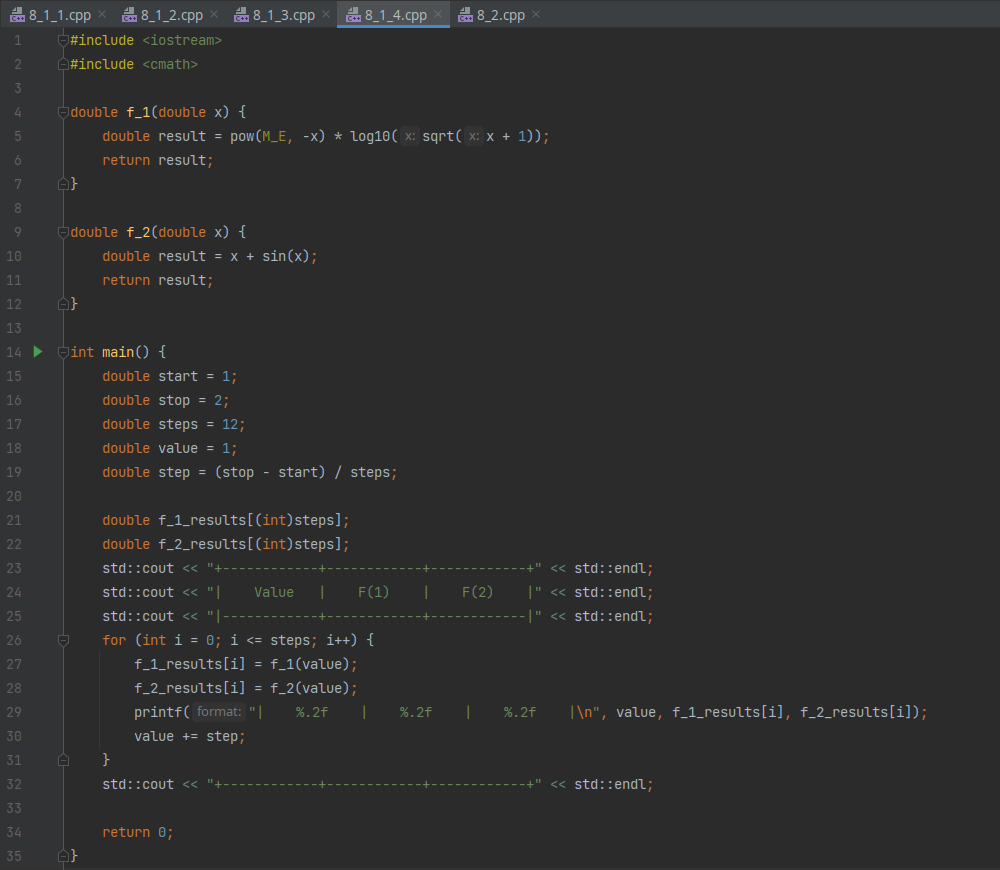 8_1_1.cpp 8_1_2.cpp 8_1_3.cpp 8_1_4.cpp 8_2.cpp
1 #include <iostream>
2 #include <cmath>
3
4 double f_1(double x) {
5     double result = pow(M_E, -x) * log10( x: sqrt( x: x + 1));
6     return result;
7 }
8
9 double f_2(double x) {
10     double result = x + sin(x);
11     return result;
12 }
13
14 int main() {
15     double start = 1;
16     double stop = 2;
17     double steps = 12;
18     double value = 1;
19     double step = (stop - start) / steps;
20
21     double f_1_results[(int)steps];
22     double f_2_results[(int)steps];
23     std::cout << "+------------+------------+------------+" << std::endl;
24     std::cout << "|    Value   |    F(1)    |    F(2)    |" << std::endl;
25     std::cout << "|------------+------------+------------|" << std::endl;
26     for (int i = 0; i <= steps; i++) {
27         f_1_results[i] = f_1(value);
28         f_2_results[i] = f_2(value);
29         printf( format: "|    %.2f    |    %.2f    |    %.2f    |\n", value, f_1_results[i], f_2_results[i]);
30         value += step;
31     }
32     std::cout << "+------------+------------+------------+" << std::endl;
33
34     return 0;
35 }